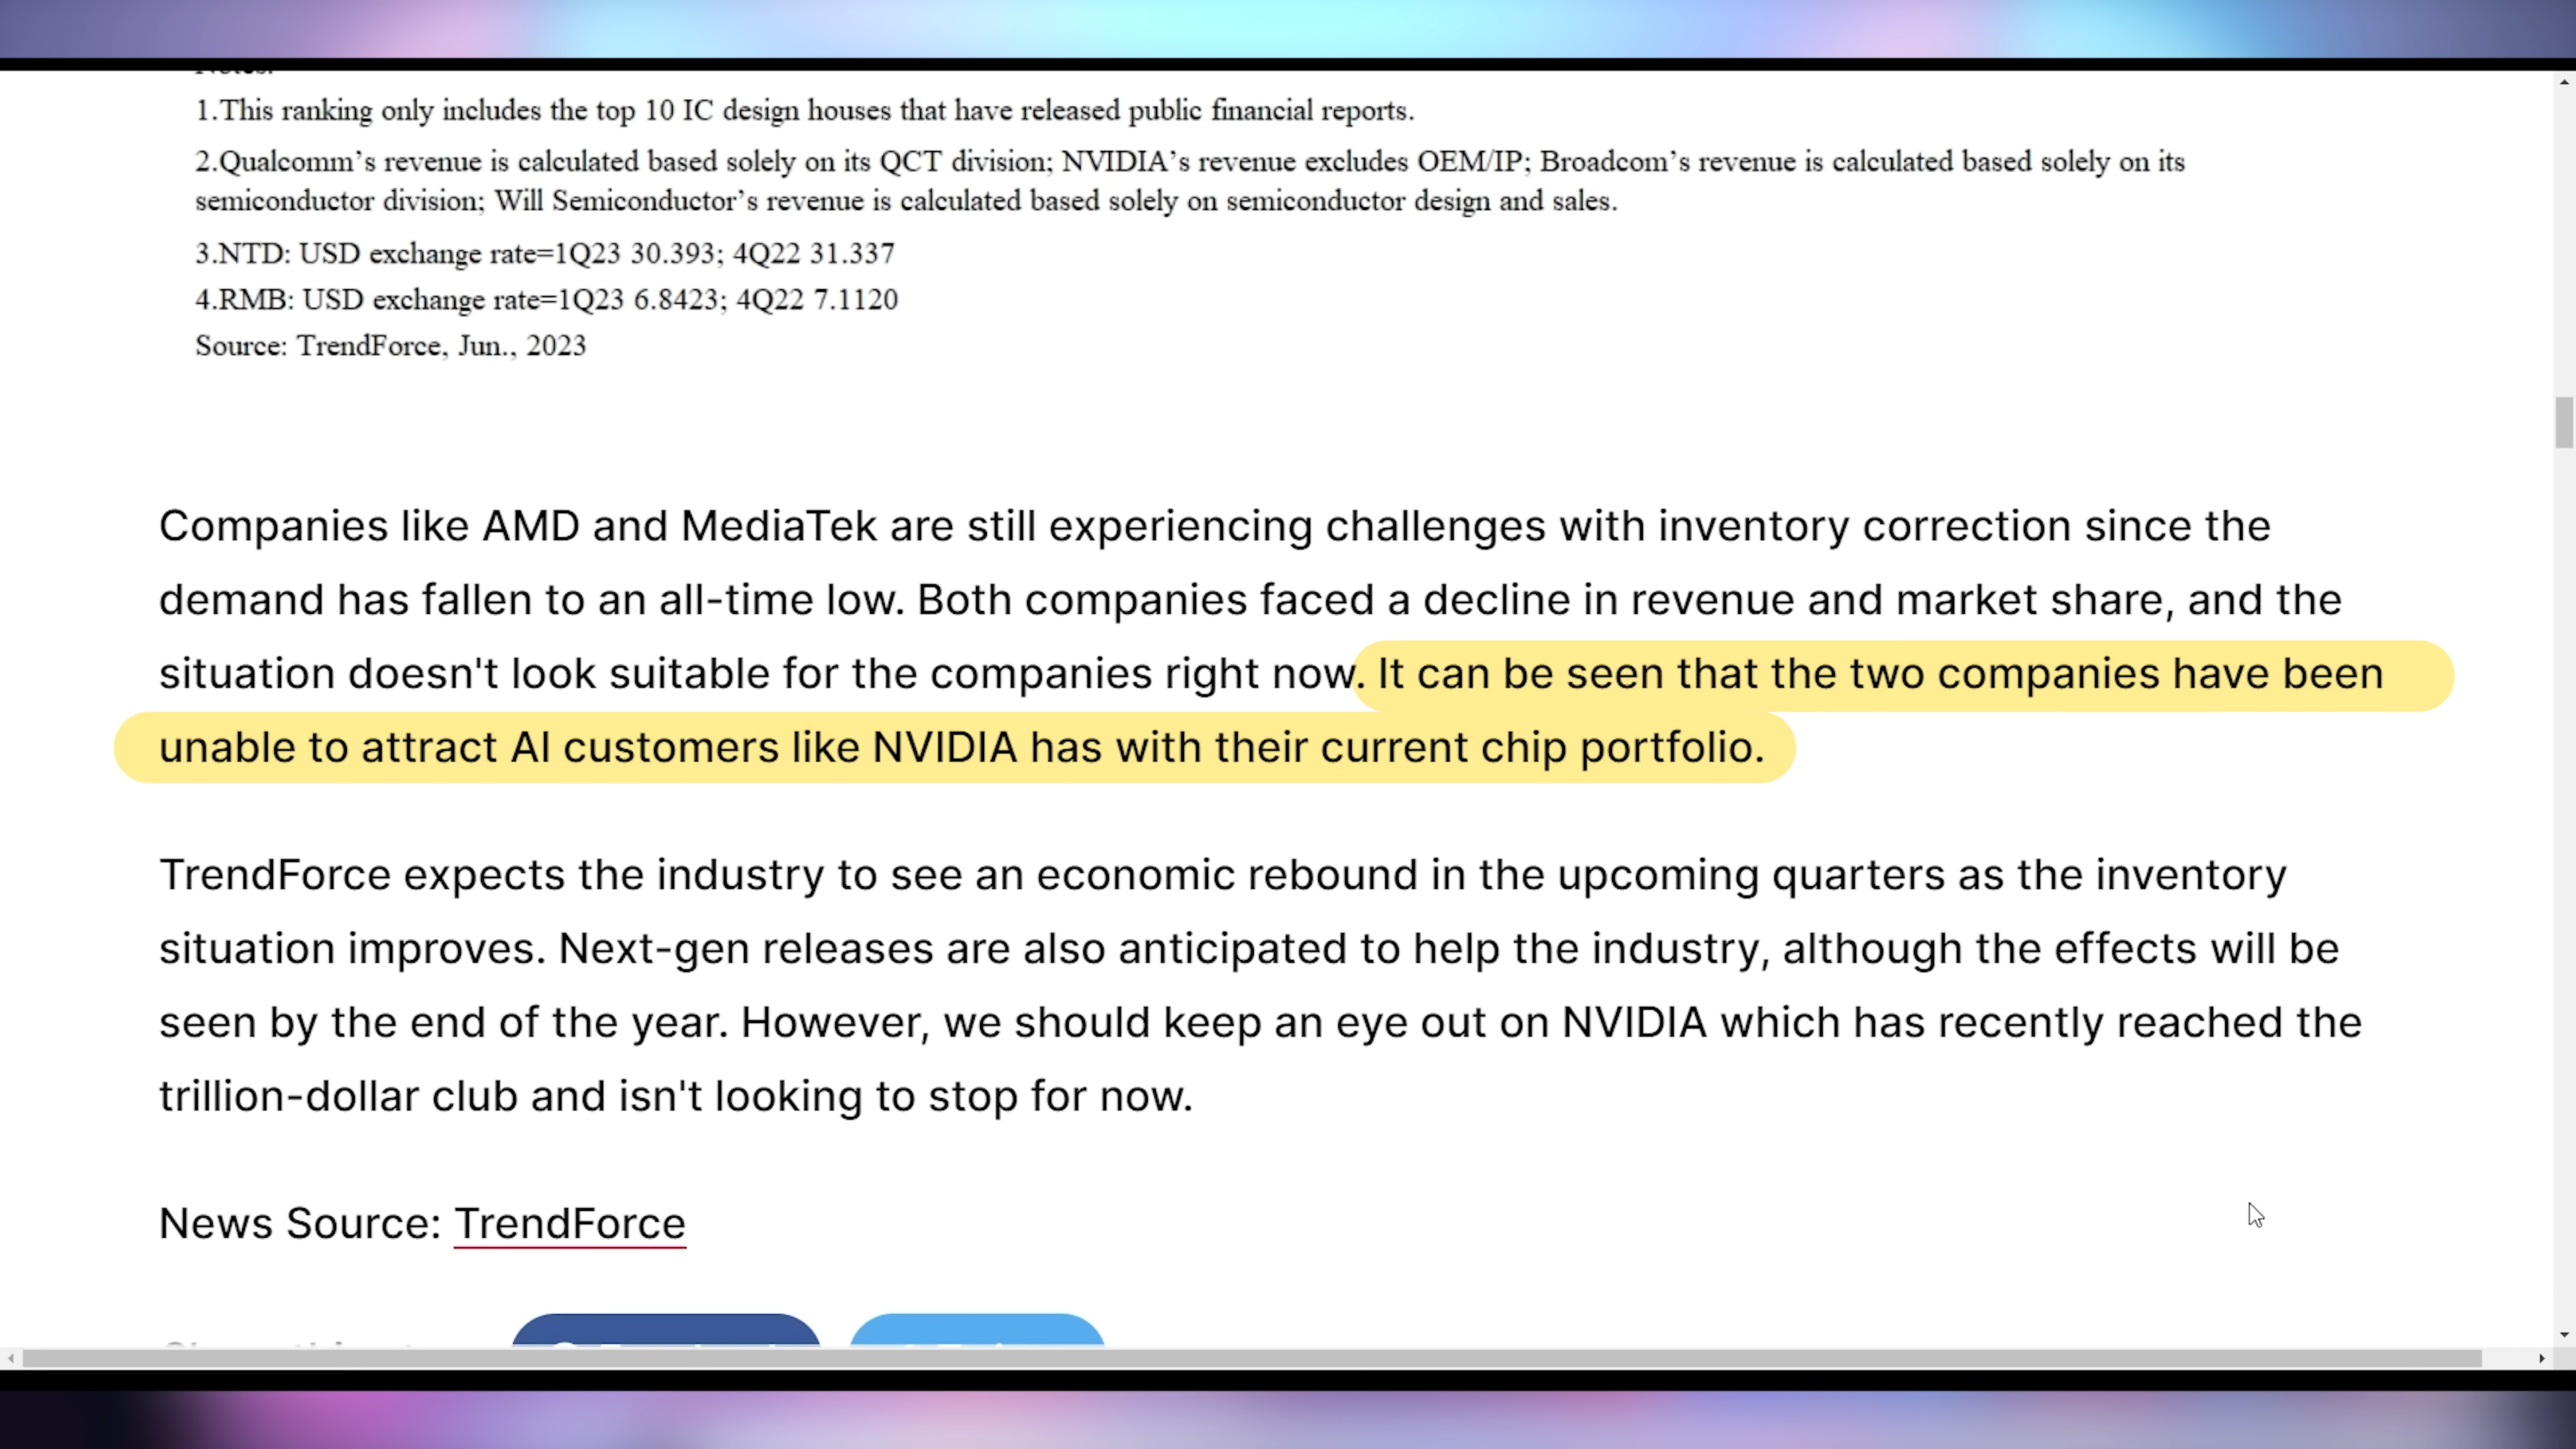 1.This ranking only includes the top 10 IC design houses that have released public financial reports.
2.Qualcomm’s revenue is calculated based solely on its QCT division; NVIDIA’s revenue excludes OEM/IP; Broadcom’s revenue is calculated based solely on its
semiconductor division; Will Semiconductor’s revenue is calculated based solely on semiconductor design and sales.
3.NTD: USD exchange rate=1Q23 30.393; 4Q22 31.337
4.RMB: USD exchange rate=1Q23 6.8423; 4Q22 7.1120
Source: TrendForce, Jun., 2023
Companies like AMD and MediaTek are still experiencing challenges with inventory correction since the
demand has fallen to an all-time low. Both companies faced a decline in revenue and market share, and the
situation doesn't look suitable for the companies right now. It can be seen that the two companies have been
unable to attract AI customers like NVIDIA has with their current chip portfolio.
TrendForce expects the industry to see an economic rebound in the upcoming quarters as the inventory
situation improves. Next-gen releases are also anticipated to help the industry, although the effects will be
seen by the end of the year. However, we should keep an eye out on NVIDIA which has recently reached the
trillion-dollar club and isn't looking to stop for now.
News Source: TrendForce